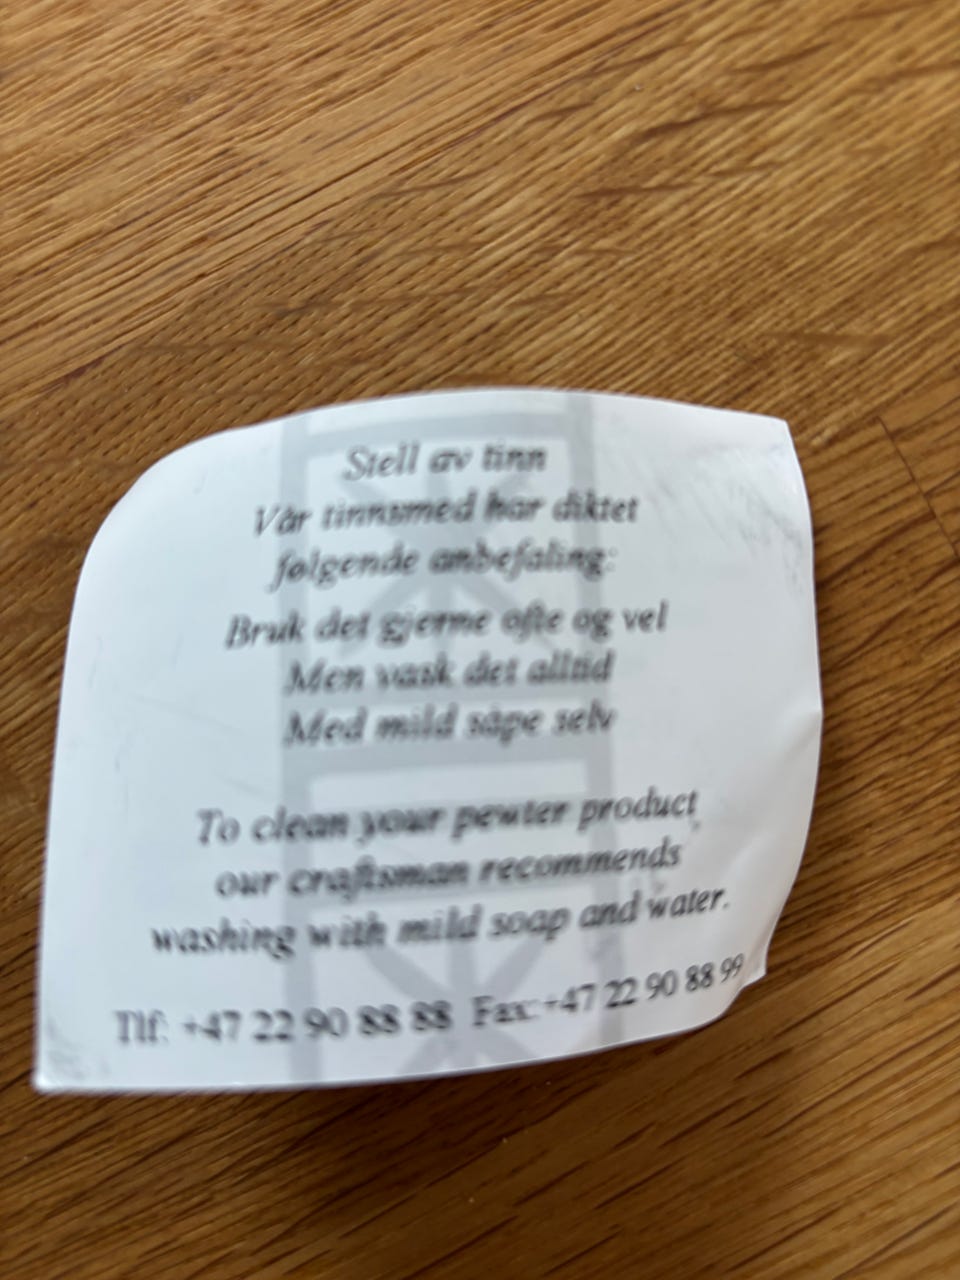 Stell av tinn
Vår tinnsmed har diktet
følgende anbefaling:
Bruk det gjerne ofte og vel
Men vask det alltid
Med mild såpe selv
To clean your pewter product
our craftsman recommends
washing with mild soap and water.
Tlf: +47 22 90 88 88 Fax: +47 22 90 88 99